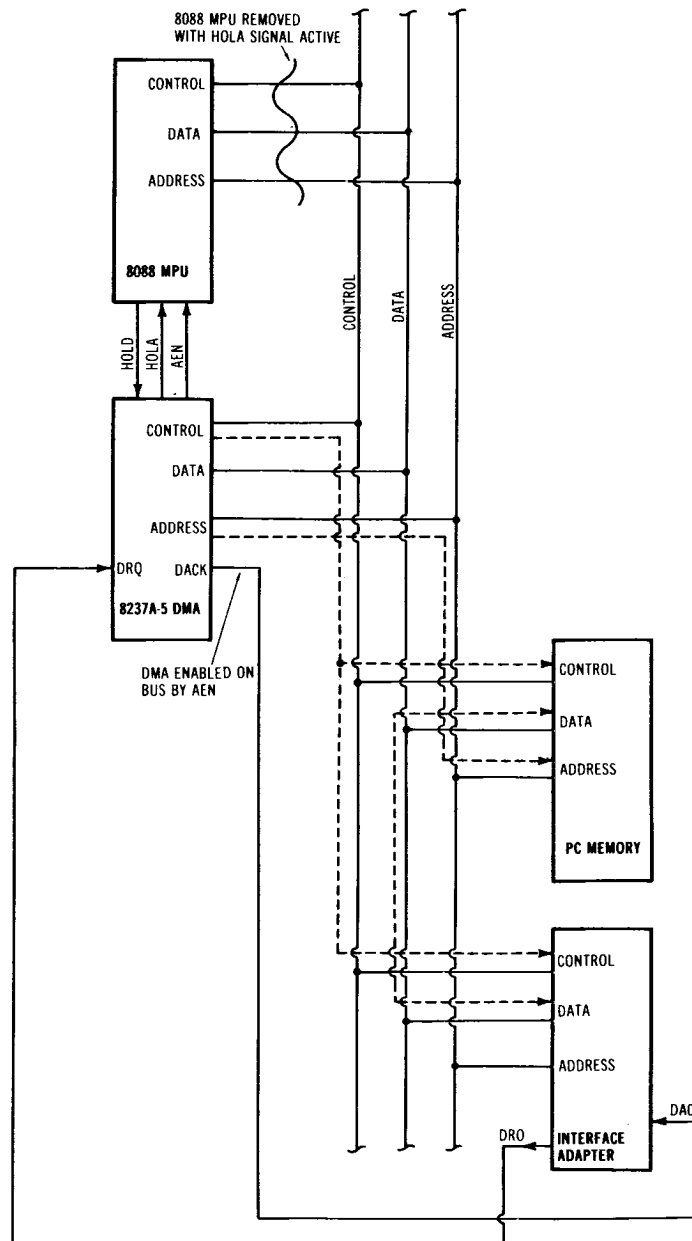 8088 MPU REMOVED
WITH HOLA SIGNAL ACTIVE
CONTROL
DATA
ADDRESS
8088 MPU
HOLD
HOLA
AEN
CONTROL
DATA
ADDRESS
CONTROL
DATA
ADDRESS
DRQ
DACK
8237A-5 DMA
DMA ENABLED ON
BUS BY AEN
CONTROL
DATA
ADDRESS
PC MEMORY
CONTROL
DATA
ADDRESS
DRO
INTERFACE
ADAPTER
DAC